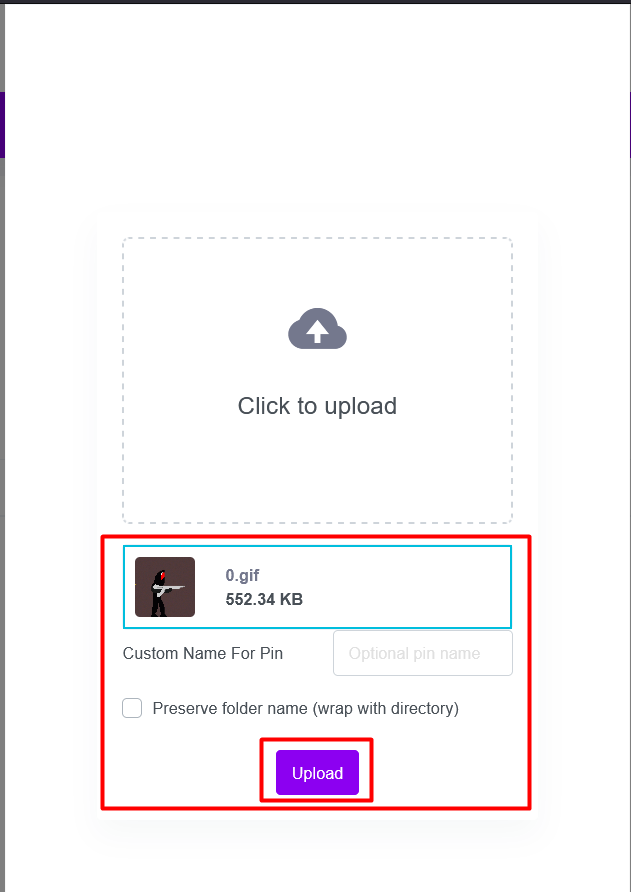 Click to upload
0.gif
552.34 KB
Custom Name For Pin
Optional pin name
Preserve folder name (wrap with directory)
Upload